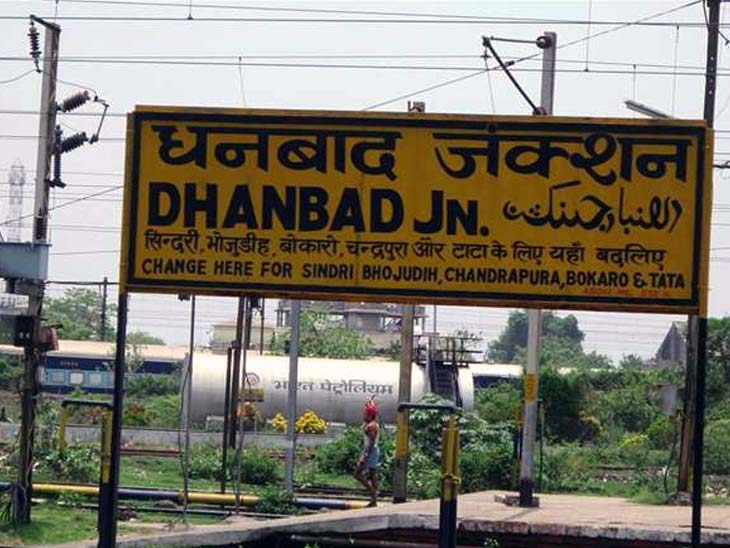 धनबाद जंक्शन
DHANBAD JN. دھنباد جنکشن
सिन्दरी, भोजुडीह, बोकारो, चन्द्रपुरा और टाटा के लिए यहाँ बदलिए
CHANGE HERE FOR SINDRI BHOJUDIH, CHANDRAPURA, BOKARO & TATA
भारत पेट्रोलियम